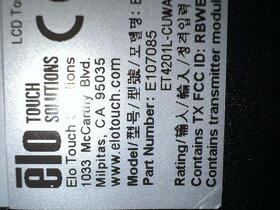 LCD To
elo
TOUCH
SOLUTIONS
Elo Touch
1033 McCarthy Blvd.
Milpitas, CA 95035
www.elotouch.com
Model/型号/型號/모델명/
Part Number: E107085
ET4201L-CUWA
Rating/輸入/输入/정격입력
Contains TX FCC ID: RBWE
Contains transmitter modul